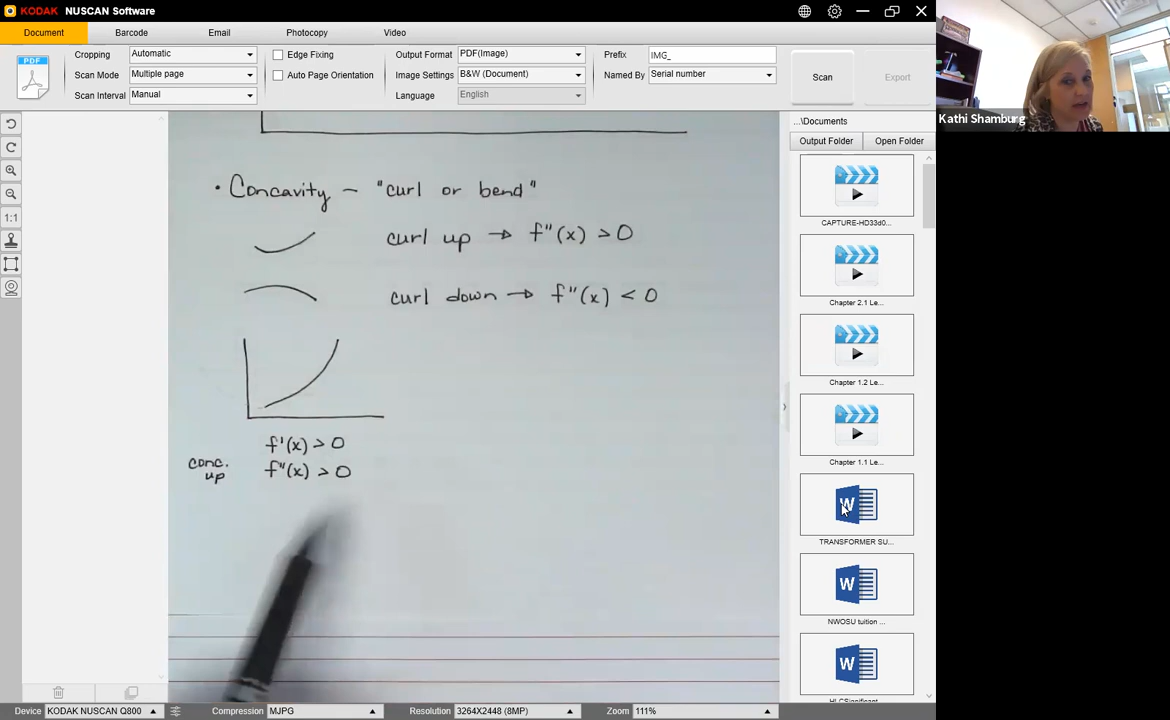 KODAK NUSCAN Software
Document Barcode Email Photocopy Video
Cropping Automatic
Scan Mode Multiple page
Scan Interval Manual
Edge Fixing
Auto Page Orientation
Output Format PDF(Image)
Image Settings B&W (Document)
Language English
Prefix IMG_
Named By Serial number
Scan
Export
PDF
1:1
• Concavity – "curl or bend"
curl up → f''(x) > 0
curl down → f''(x) < 0
f'(x) > 0
conc. up f''(x) > 0
...\Documents
Output Folder Open Folder
CAPTURE-HD33d0...
Chapter 2.1 Le...
Chapter 1.2 Le...
Chapter 1.1 Le...
W
TRANSFORMER SU...
W
NWOSU tuition ...
W
Kathi Shamburg
Device KODAK NUSCAN Q800 Compression MJPG Resolution 3264X2448 (8MP) Zoom 111%